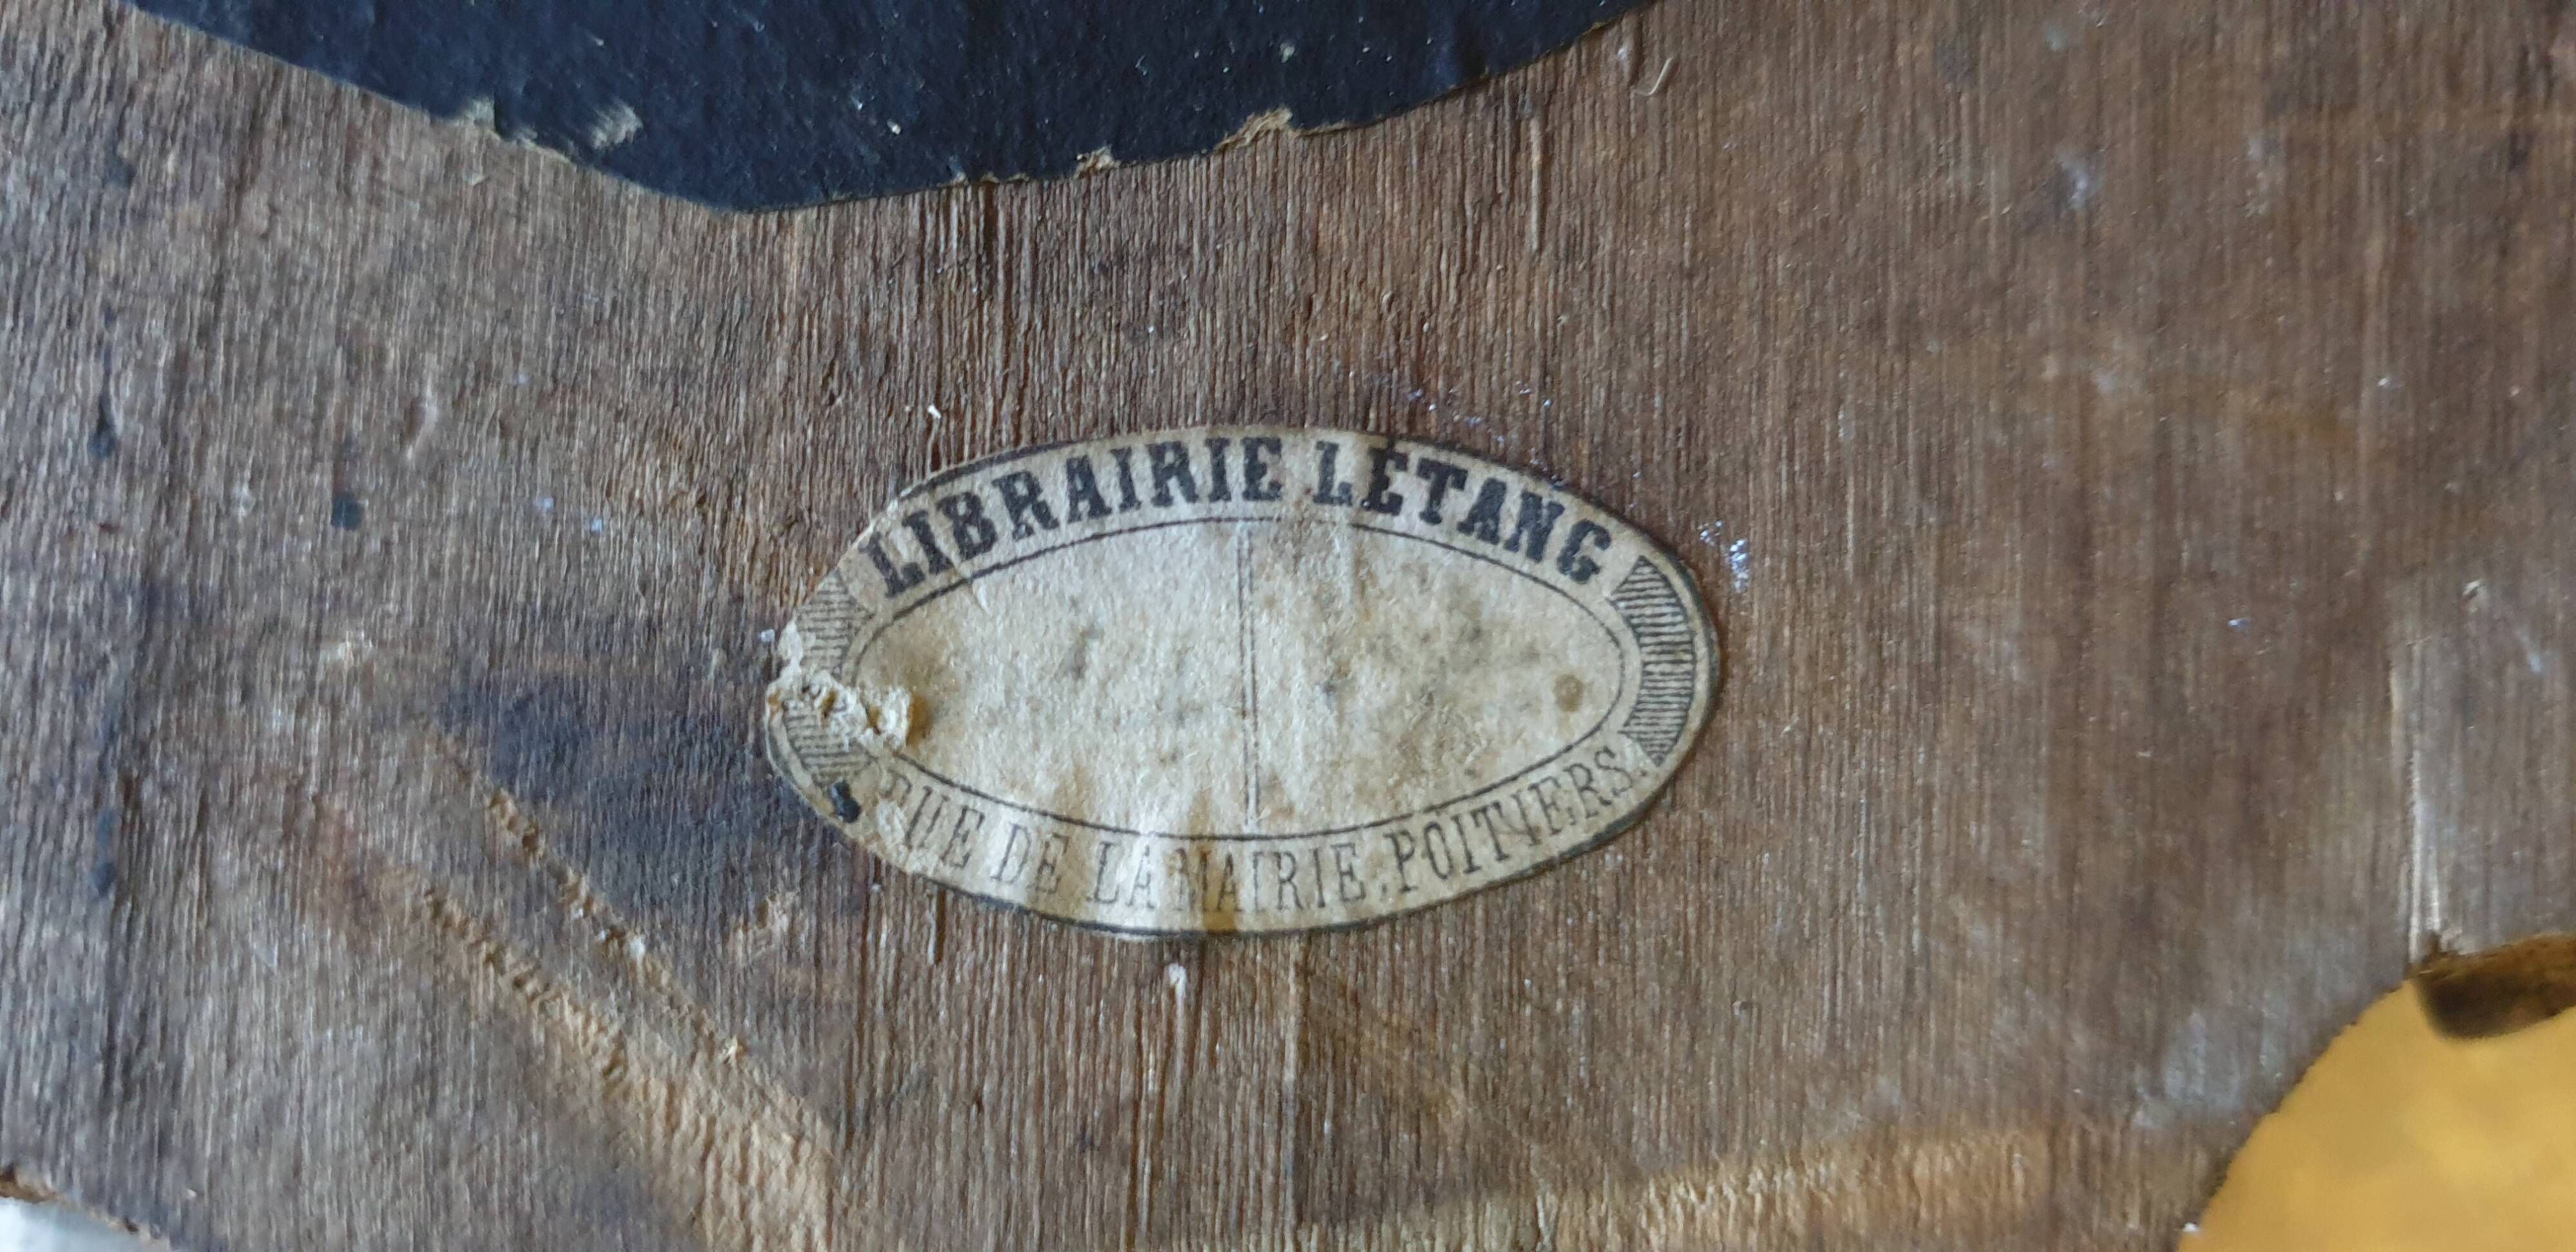 LIBRAIRIE LETANG
RUE DE LA MAIRIE, POITIERS.